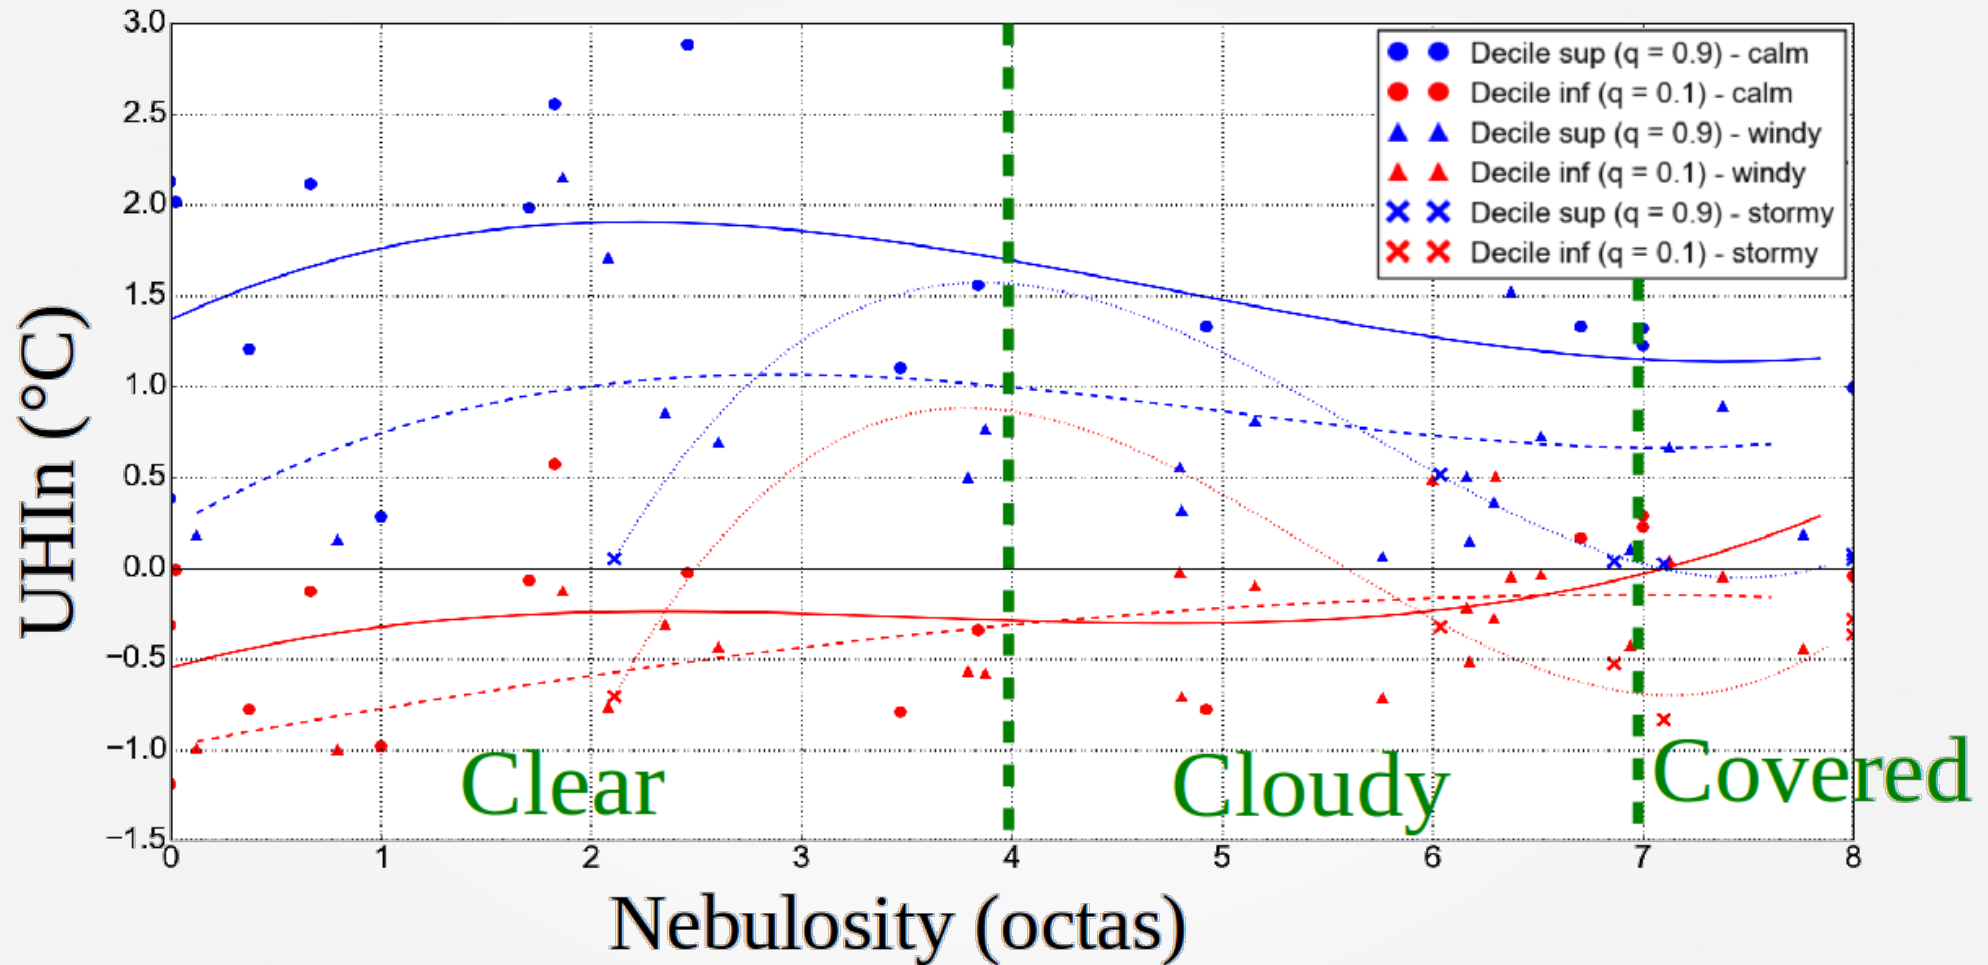 3.0
2.5
2.0
1.5
1.0
0.5
0.0
−0.5
−1.0
−1.5
UHIn (°C)
Decile sup (q = 0.9) - calm
Decile inf (q = 0.1) - calm
Decile sup (q = 0.9) - windy
Decile inf (q = 0.1) - windy
Decile sup (q = 0.9) - stormy
Decile inf (q = 0.1) - stormy
Clear
Cloudy
Covered
0 1 2 3 4 5 6 7 8
Nebulosity (octas)